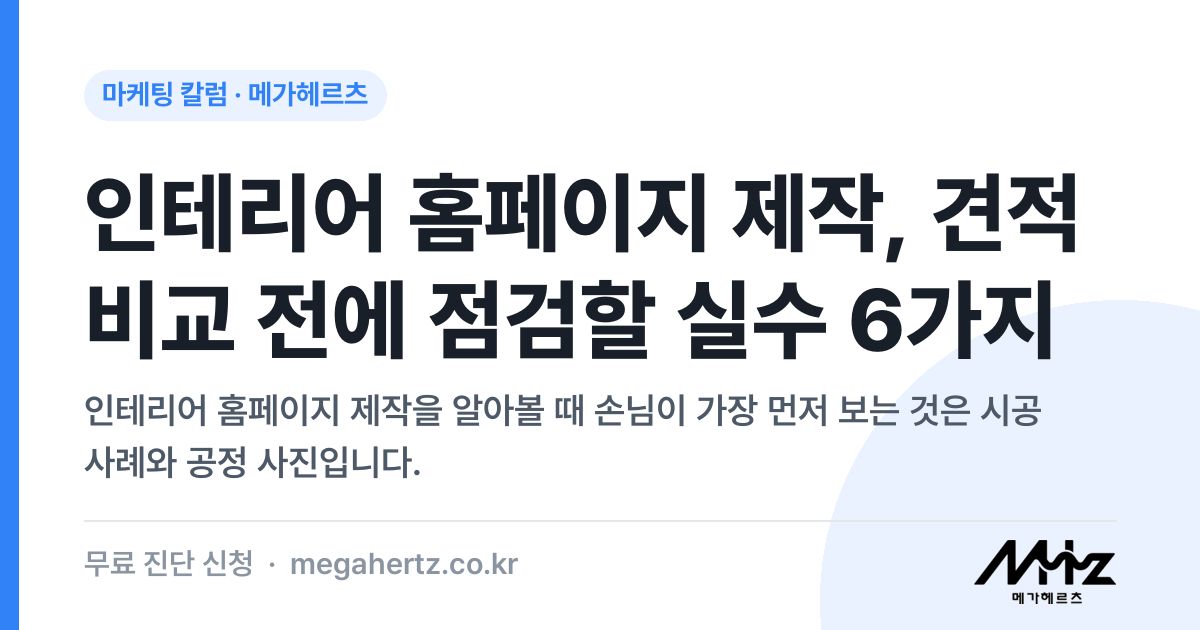 마케팅 칼럼 · 메가헤르츠
인테리어 홈페이지 제작, 견적
비교 전에 점검할 실수 6가지
인테리어 홈페이지 제작을 알아볼 때 손님이 가장 먼저 보는 것은 시공
사례와 공정 사진입니다.
무료 진단 신청 · megahertz.co.kr
MHz
메가헤르츠